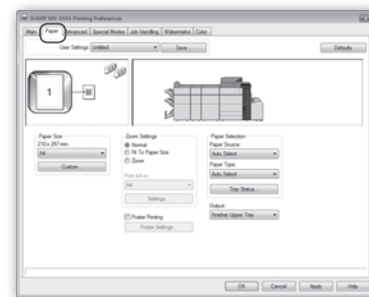 SHARP MX-XXXX Printing Preferences
Main Paper Advanced Special Modes Job Handling Watermarks Color
User Settings: Untitled Save Defaults
1
Paper Size
210 x 297 mm
A4
Custom...
Zoom Settings
Normal
Fit To Paper Size
Zoom
Print A4 on
A4
Settings...
Poster Printing
Poster Settings...
Paper Selection
Paper Source:
Auto Select
Paper Type:
Auto Select
Tray Status...
Output:
Finisher Upper Tray
OK Cancel Apply Help